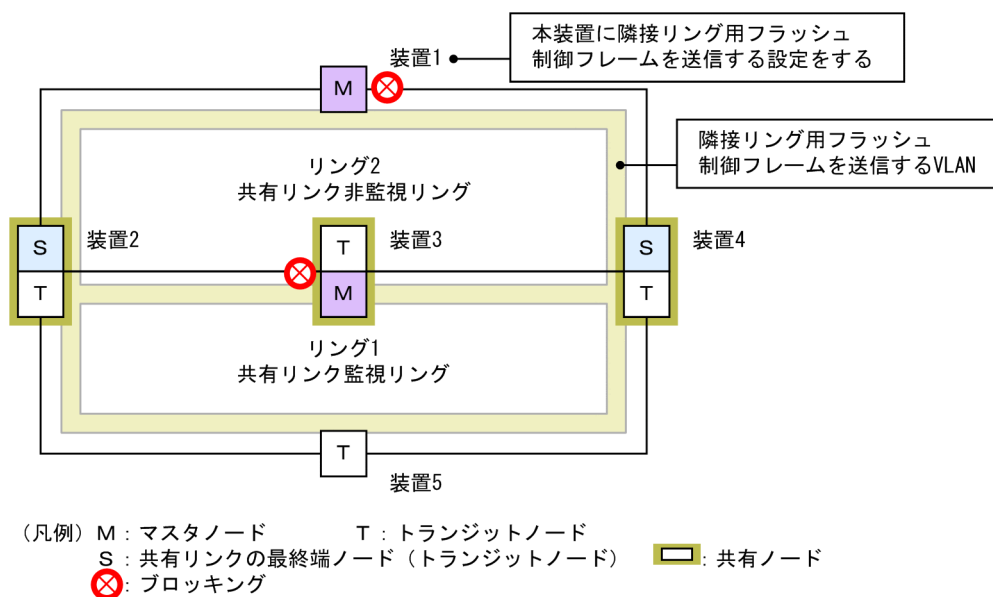 装置1
本装置に隣接リング用フラッシュ
制御フレームを送信する設定をする
M
隣接リング用フラッシュ
制御フレームを送信するVLAN
リング2
共有リンク非監視リング
S
装置2
T
装置3
S
装置4
T
M
T
リング1
共有リンク監視リング
T
装置5
(凡例) M : マスタノード T : トランジットノード
S : 共有リンクの最終端ノード (トランジットノード) : 共有ノード
: ブロッキング